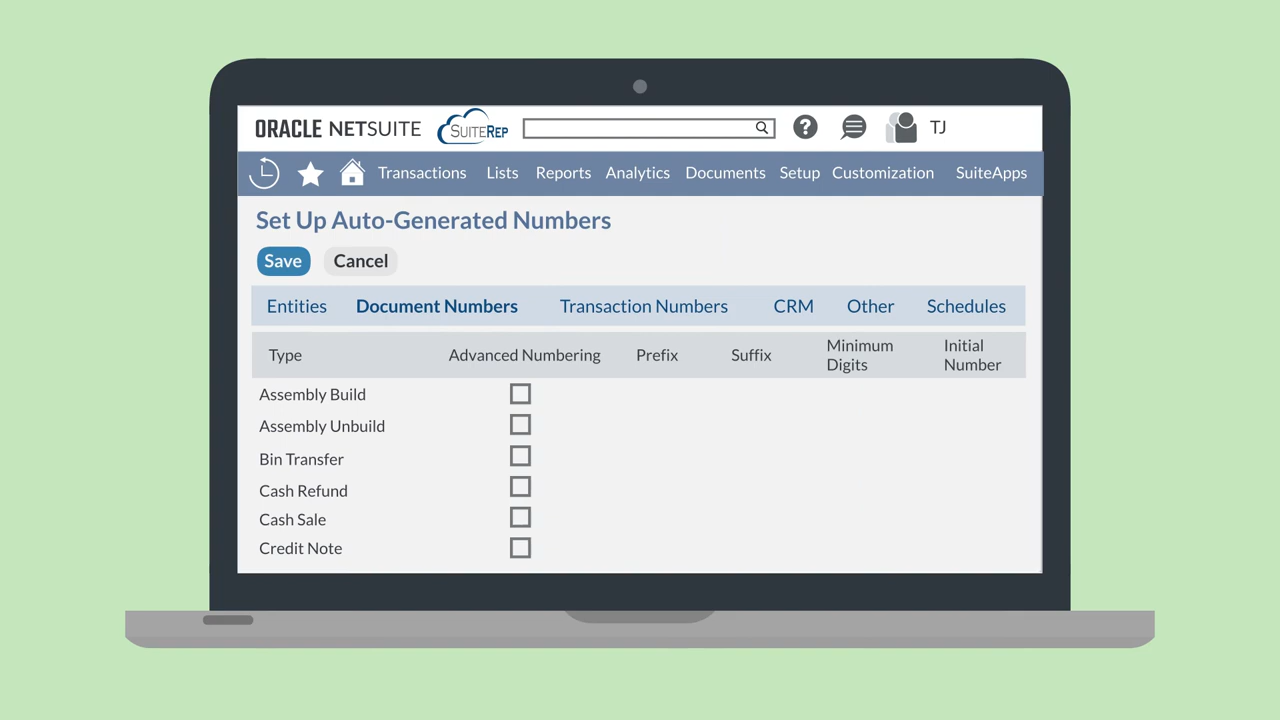 ORACLE NETSUITE SUITEREP ? TJ
Transactions Lists Reports Analytics Documents Setup Customization SuiteApps
Set Up Auto-Generated Numbers
Save Cancel
Entities Document Numbers Transaction Numbers CRM Other Schedules
Type Advanced Numbering Prefix Suffix Minimum Digits Initial Number
Assembly Build
Assembly Unbuild
Bin Transfer
Cash Refund
Cash Sale
Credit Note